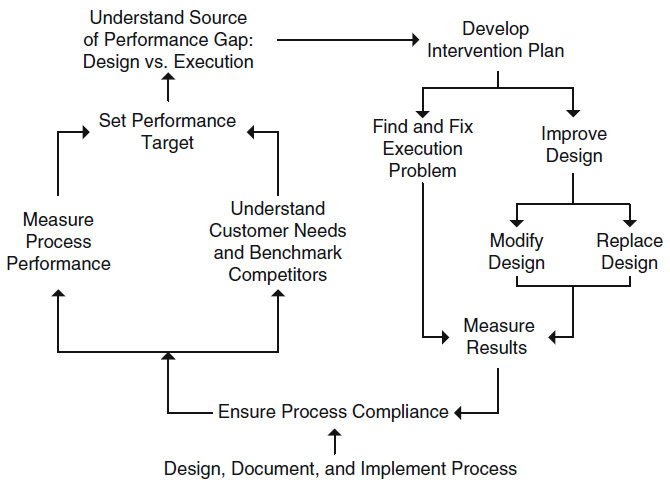 Understand Source
of Performance Gap:
Design vs. Execution
Develop
Intervention Plan
Set Performance
Target
Find and Fix
Execution
Problem
Improve
Design
Measure
Process
Performance
Understand
Customer Needs
and Benchmark
Competitors
Modify
Design
Replace
Design
Measure
Results
Ensure Process Compliance
Design, Document, and Implement Process